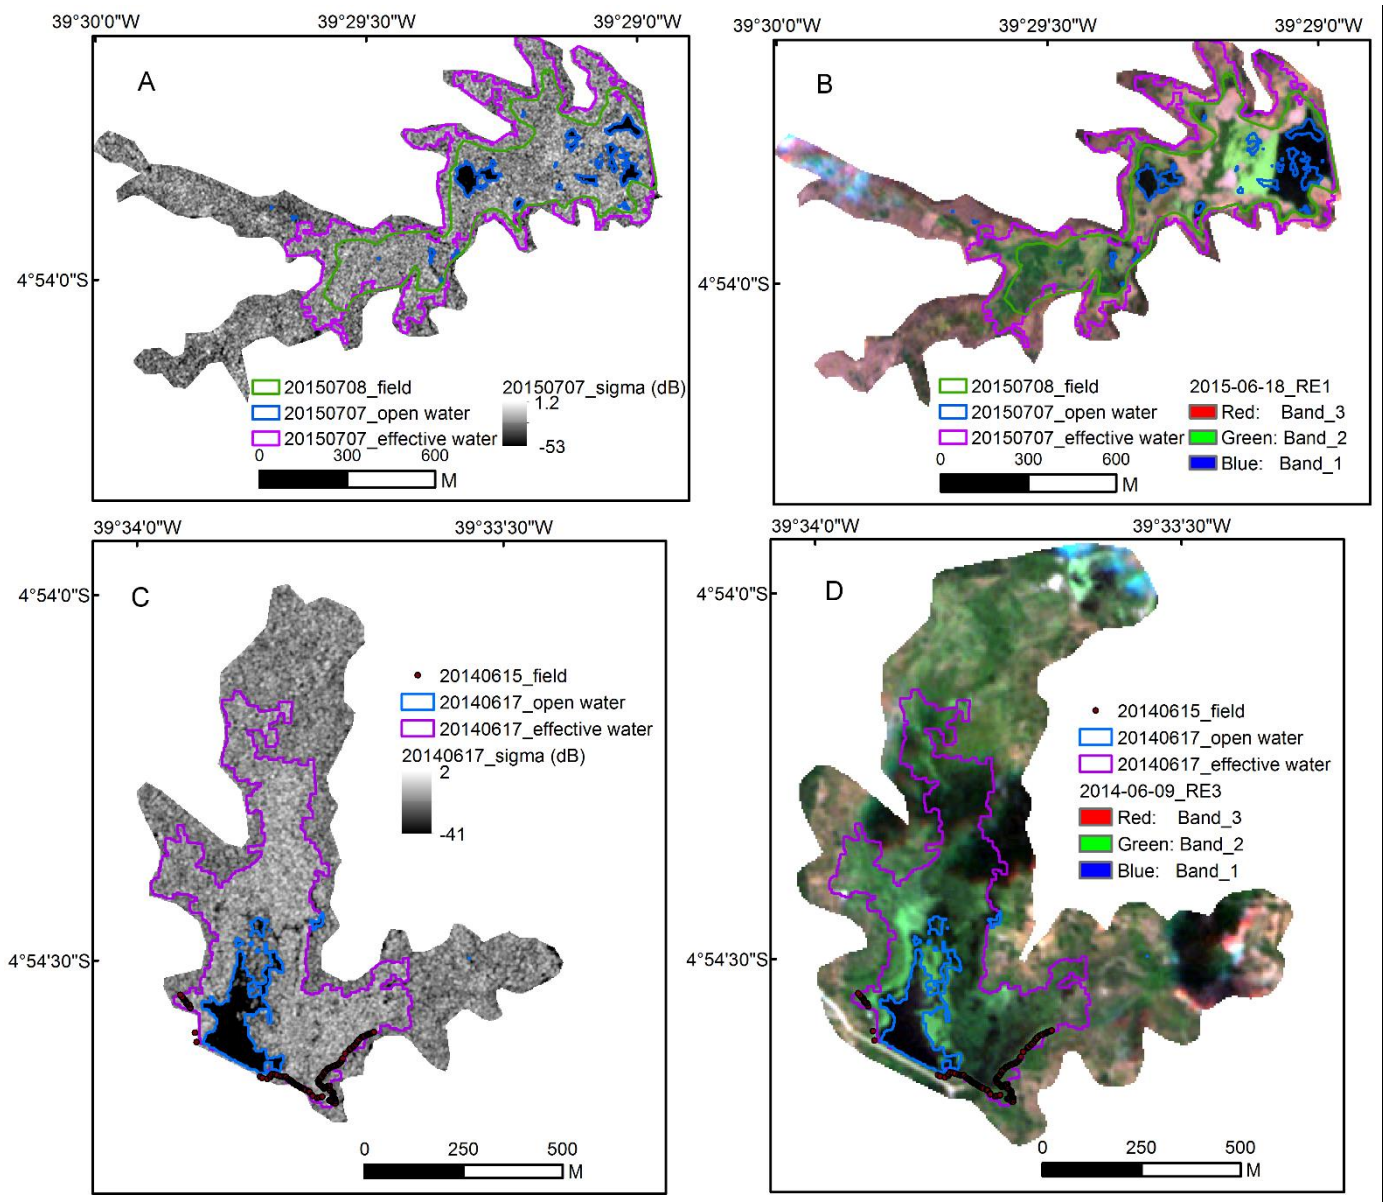 39°30'0"W 39°29'30"W 39°29'0"W
A
4°54'0"S
20150708_field
20150707_open water
20150707_effective water
20150707_sigma (dB)
1.2
-53
0 300 600
M
39°29'30"W 39°29'0"W
B
4°54'0"S
20150708_field
20150707_open water
20150707_effective water
2015-06-18_RE1
Red: Band_3
Green: Band_2
Blue: Band_1
0 300 600
M
39°34'0"W 39°33'30"W
C
4°54'0"S
4°54'30"S
20140615_field
20140617_open water
20140617_effective water
20140617_sigma (dB)
2
-41
0 250 500
M
39°34'0"W 39°33'30"W
D
4°54'0"S
4°54'30"S
20140615_field
20140617_open water
20140617_effective water
2014-06-09_RE3
Red: Band_3
Green: Band_2
Blue: Band_1
0 250 500
M